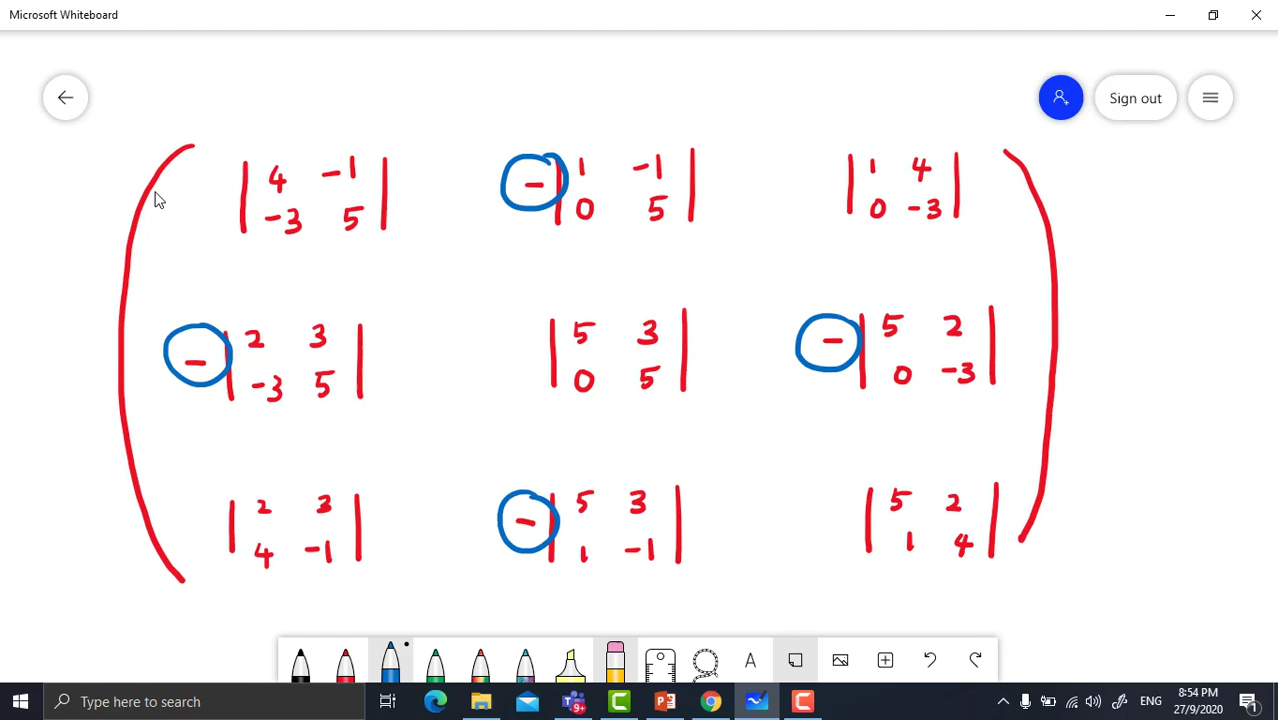 Microsoft Whiteboard
Sign out
| 4 -1 | - | 1 -1 | | 1 4 |
| -3 5 | | 0 5 | | 0 -3 |
- | 2 3 | | 5 3 | - | 5 2 |
| -3 5 | | 0 5 | | 0 -3 |
| 2 3 | - | 5 3 | | 5 2 |
| 4 -1 | | 1 -1 | | 1 4 |
A
Type here to search
9+
ENG
8:54 PM
27/9/2020
1